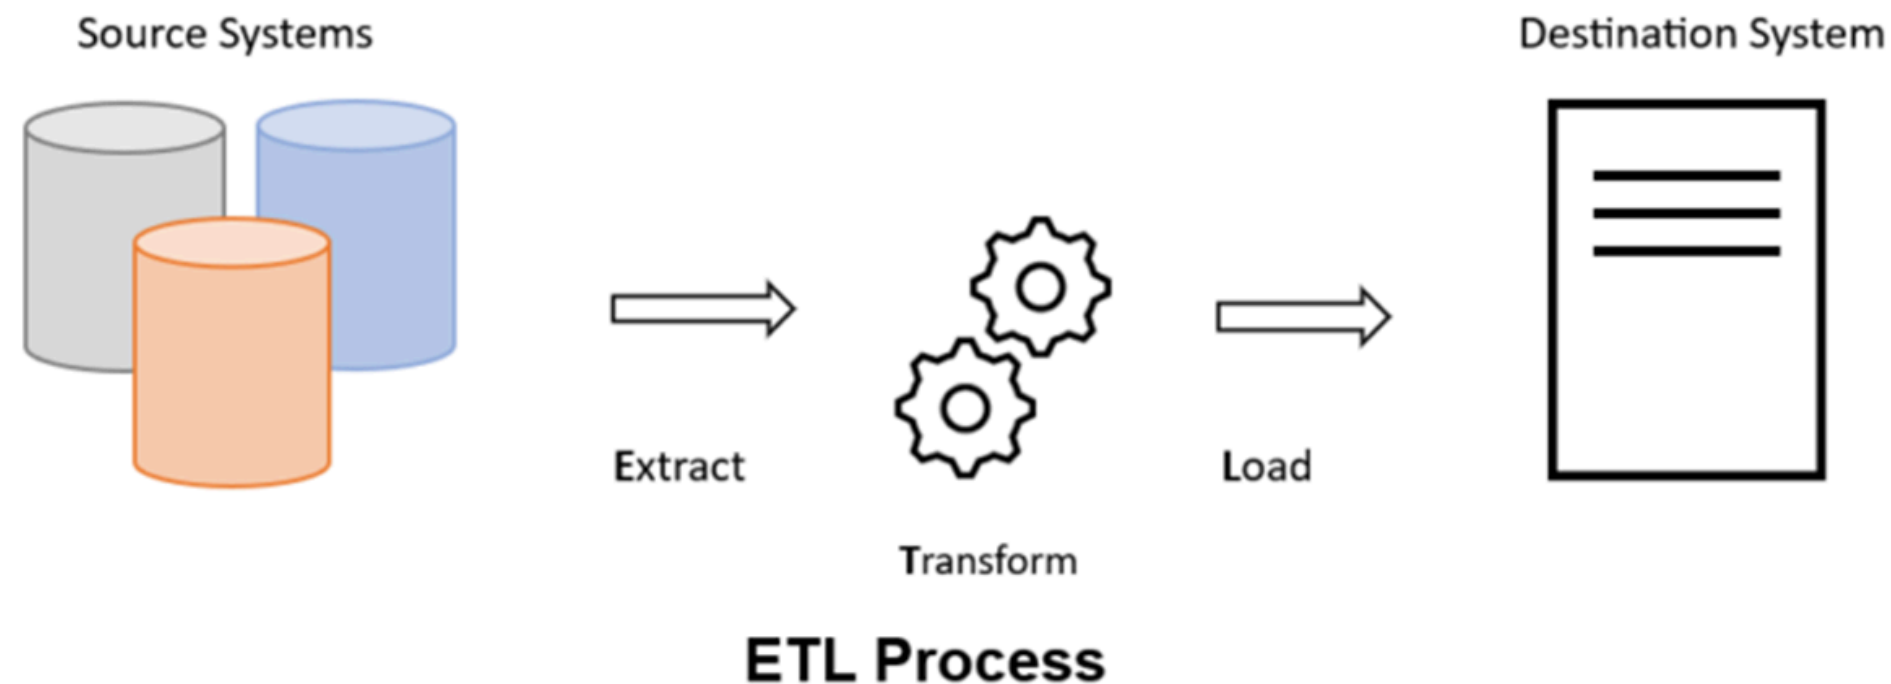 Source Systems
Destination System
Extract
Load
Transform
ETL Process